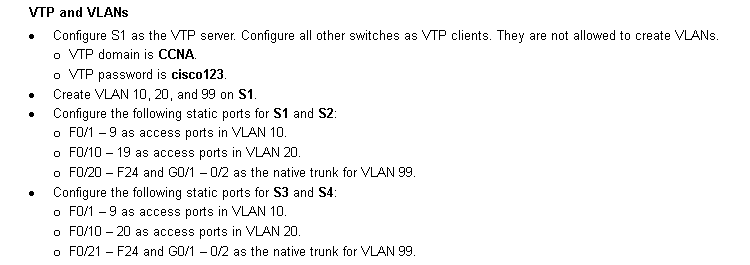 VTP and VLANs
• Configure S1 as the VTP server. Configure all other switches as VTP clients. They are not allowed to create VLANs.
o VTP domain is CCNA.
o VTP password is cisco123.
• Create VLAN 10, 20, and 99 on S1.
• Configure the following static ports for S1 and S2:
o F0/1 – 9 as access ports in VLAN 10.
o F0/10 – 19 as access ports in VLAN 20.
o F0/20 – F24 and G0/1 – 0/2 as the native trunk for VLAN 99.
• Configure the following static ports for S3 and S4:
o F0/1 – 9 as access ports in VLAN 10.
o F0/10 – 20 as access ports in VLAN 20.
o F0/21 – F24 and G0/1 – 0/2 as the native trunk for VLAN 99.